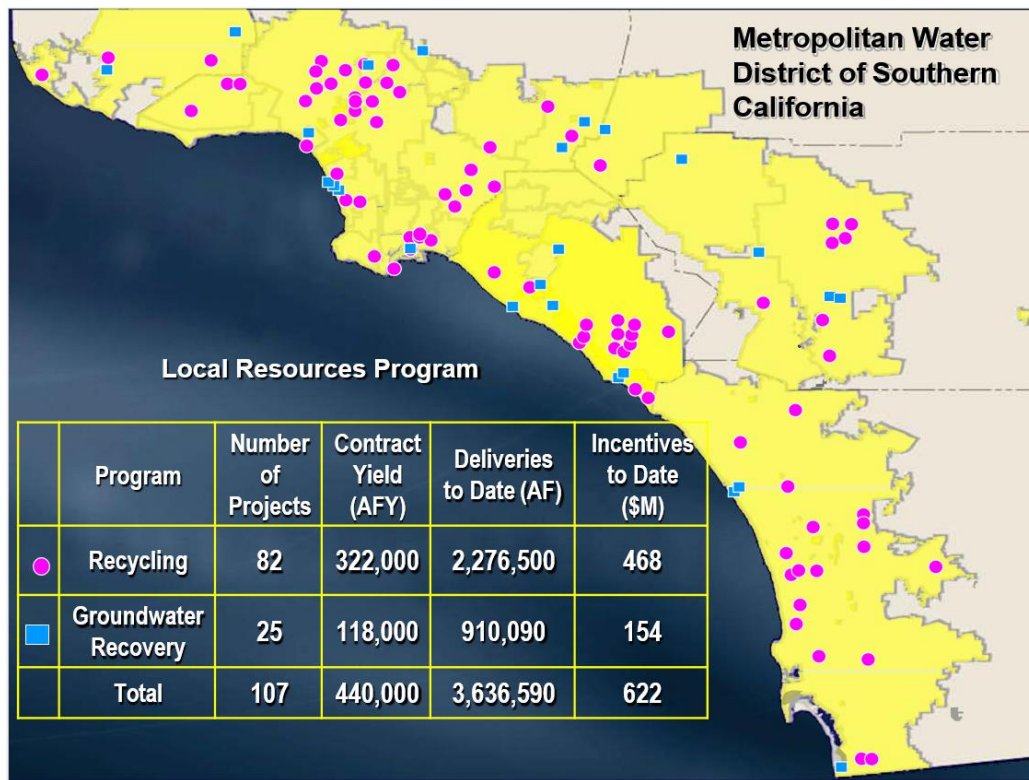 Metropolitan Water
District of Southern
California
Local Resources Program
Program
Number
of
Projects
Contract
Yield
(AFY)
Deliveries
to Date (AF)
Incentives
to Date
($M)
Recycling 82 322,000 2,276,500 468
Groundwater
Recovery
25 118,000 910,090 154
Total 107 440,000 3,636,590 622